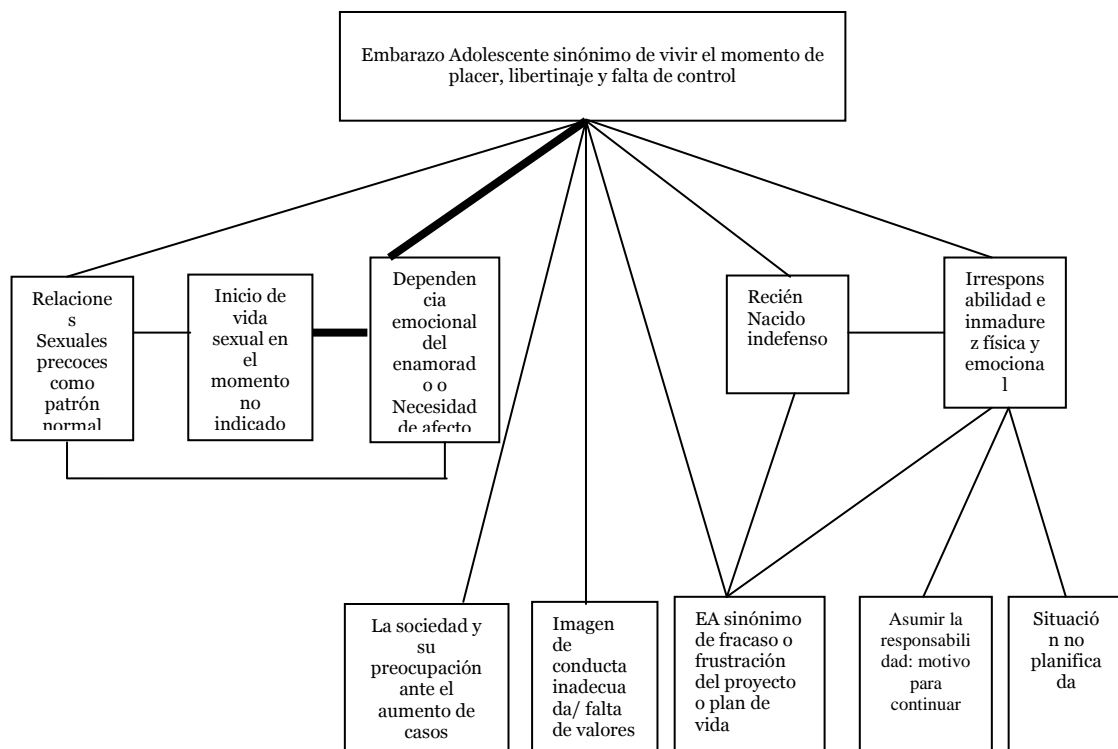 Embarazo Adolescente sinónimo de vivir el momento de
placer, libertinaje y falta de control
Relacione
s
Sexuales
precoces
como
patrón
normal
Inicio de
vida
sexual en
el
momento
no
indicado
Dependen
cia
emocional
del
enamorad
o o
Necesidad
de afecto
Recién
Nacido
indefenso
Irrespons
abilidad e
inmadure
z física y
emociona
l
La sociedad y
su
preocupación
ante el
aumento de
casos
Imagen
de
conducta
inadecua
da/ falta
de valores
EA sinónimo
de fracaso o
frustración
del proyecto
o plan de
vida
Asumir la
responsabili
dad: motivo
para
continuar
Situació
n no
planifica
da